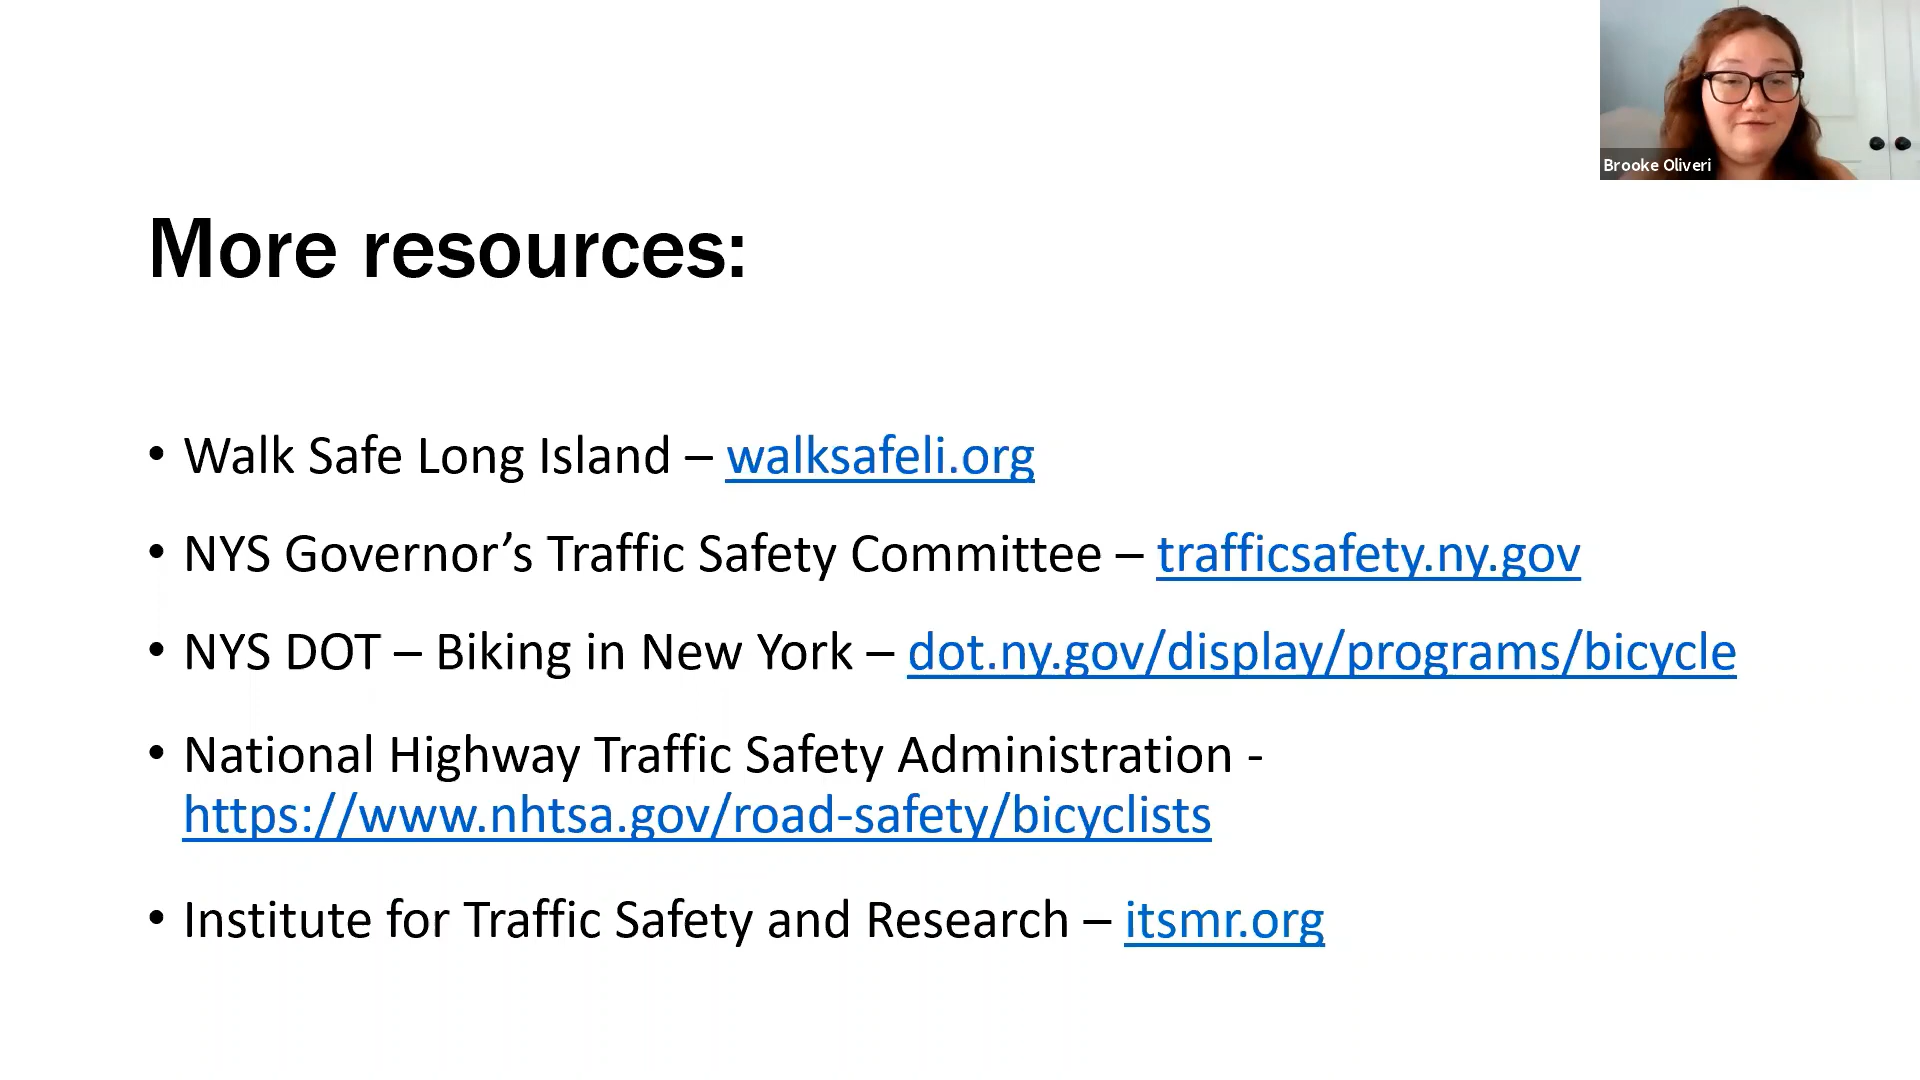 Brooke Oliveri
More resources:
• Walk Safe Long Island – walksafeli.org
• NYS Governor’s Traffic Safety Committee – trafficsafety.ny.gov
• NYS DOT – Biking in New York – dot.ny.gov/display/programs/bicycle
• National Highway Traffic Safety Administration -
https://www.nhtsa.gov/road-safety/bicyclists
• Institute for Traffic Safety and Research – itsmr.org